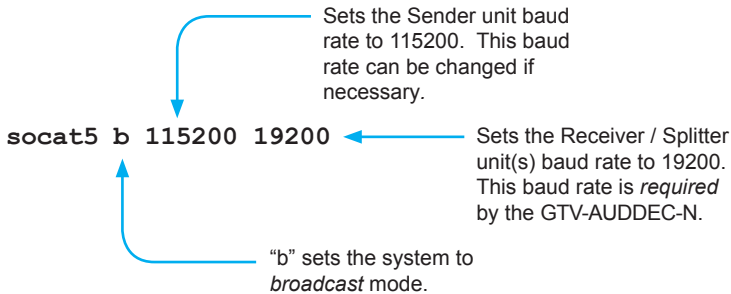 Sets the Sender unit baud
rate to 115200.  This baud
rate can be changed if
necessary.
socat5 b 115200 19200
Sets the Receiver / Splitter
unit(s) baud rate to 19200.
This baud rate is required
by the GTV-AUDDEC-N.
“b” sets the system to
broadcast mode.